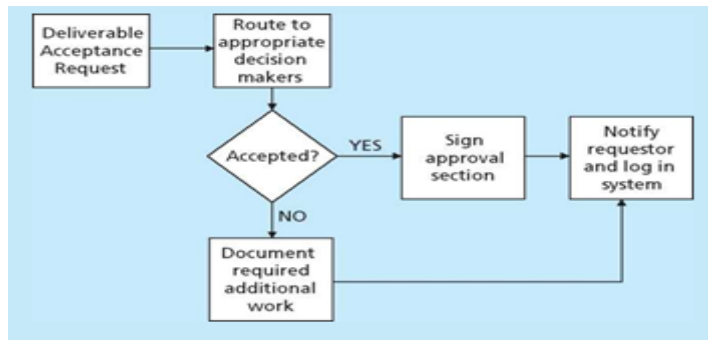 Deliverable
Acceptance
Request
Route to
appropriate
decision
makers
Accepted?
YES
Sign
approval
section
Notify
requestor
and log in
system
NO
Document
required
additional
work